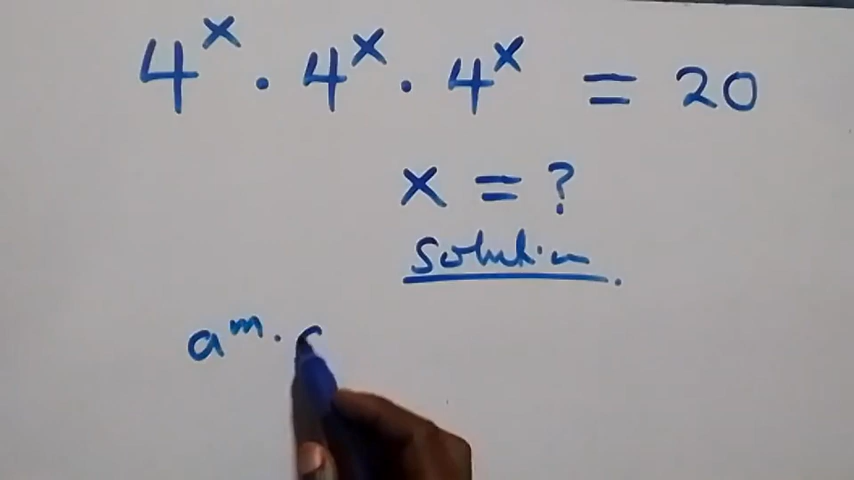 4^x · 4^x · 4^x = 20
x = ?
Solution.
a^m ·